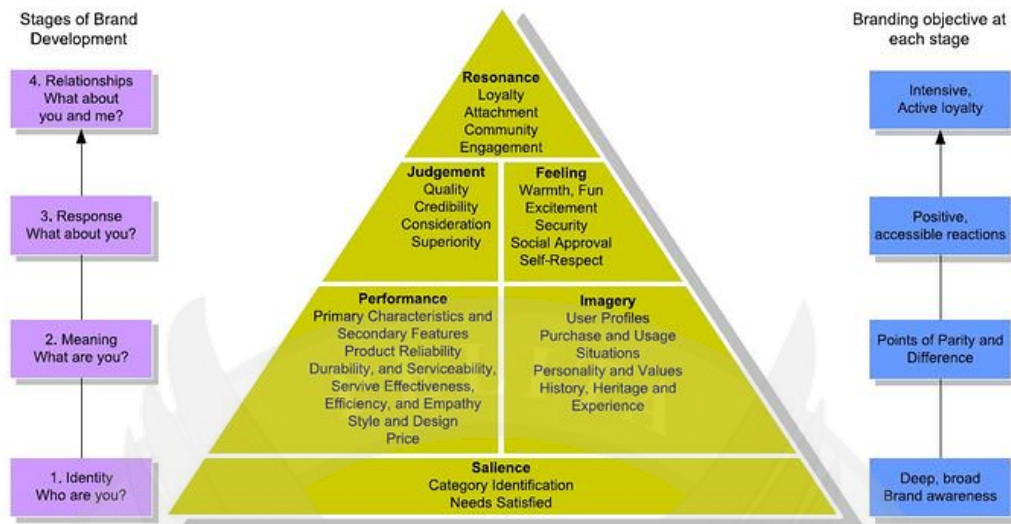 Stages of Brand
Development
4. Relationships
What about
you and me?
3. Response
What about you?
2. Meaning
What are you?
1. Identity
Who are you?
Resonance
Loyalty
Attachment
Community
Engagement
Judgement
Quality
Credibility
Consideration
Superiority
Feeling
Warmth, Fun
Excitement
Security
Social Approval
Self-Respect
Performance
Primary Characteristics and
Secondary Features
Product Reliability
Durability, and Serviceability,
Servive Effectiveness,
Efficiency, and Empathy
Style and Design
Price
Imagery
User Profiles
Purchase and Usage
Situations
Personality and Values
History, Heritage and
Experience
Salience
Category Identification
Needs Satisfied
Branding objective at
each stage
Intensive,
Active loyalty
Positive,
accessible reactions
Points of Parity and
Difference
Deep, broad
Brand awareness